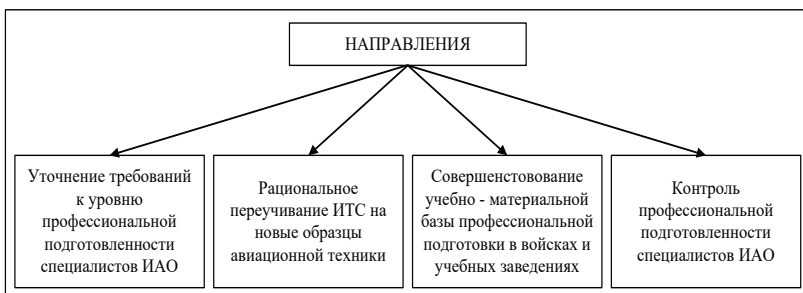 НАПРАВЛЕНИЯ
Уточнение требований
к уровню
профессиональной
подготовленности
специалистов ИАО
Рациональное
переучивание ИТС на
новые образцы
авиационной техники
Совершенстовование
учебно - материальной
базы профессиональной
подготовки в войсках и
учебных заведениях
Контроль
профессиональной
подготовленности
специалистов ИАО